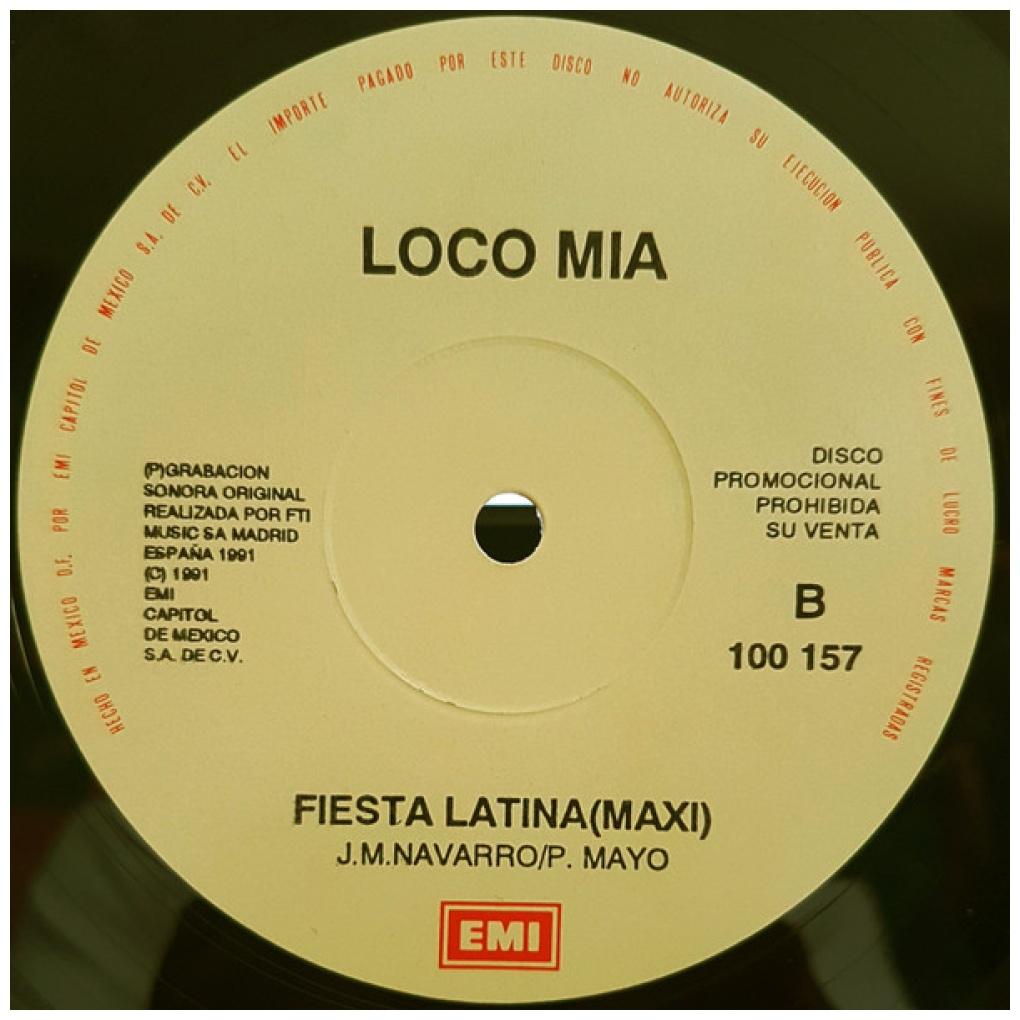 HECHO EN MEXICO D.F. POR EMI CAPITOL DE MEXICO S.A. DE C.V. EL IMPORTE PAGADO POR ESTE DISCO NO AUTORIZA SU EJECUCION PUBLICA CON FINES DE LUCRO MARCAS REGISTRADAS
LOCO MIA
(P)GRABACION
SONORA ORIGINAL
REALIZADA POR FTI
MUSIC SA MADRID
ESPAÑA 1991
(C) 1991
EMI
CAPITOL
DE MEXICO
S.A. DE C.V.
DISCO
PROMOCIONAL
PROHIBIDA
SU VENTA
B
100 157
FIESTA LATINA(MAXI)
J.M.NAVARRO/P. MAYO
EMI